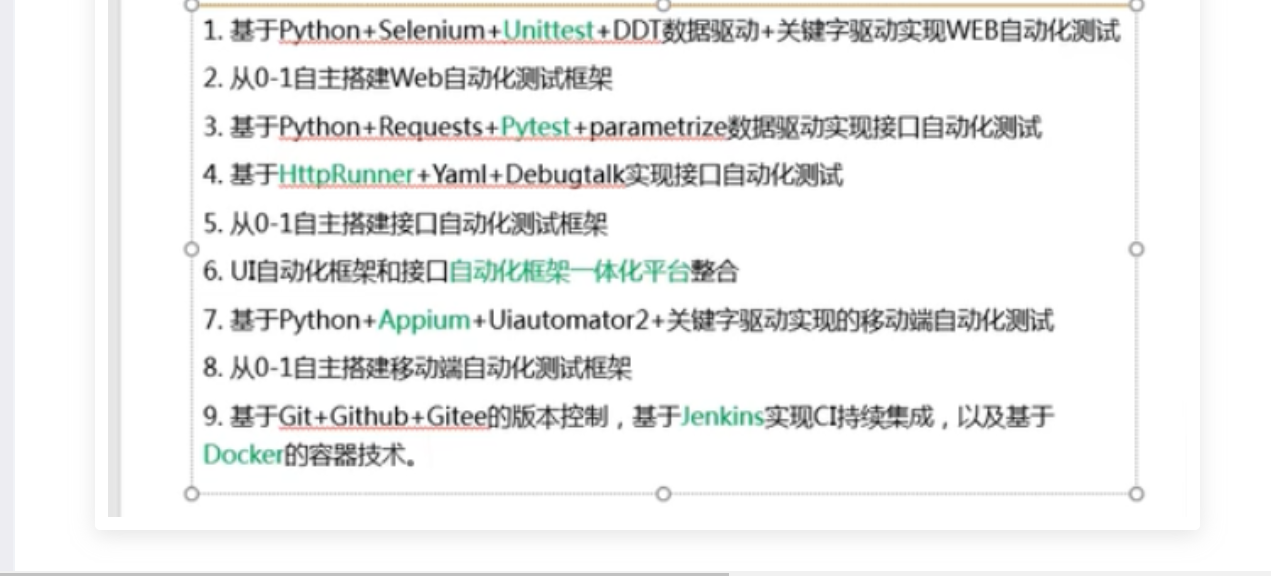 1. 基于Python+Selenium+Unittest+DDT数据驱动+关键字驱动实现WEB自动化测试
2. 从0-1自主搭建Web自动化测试框架
3. 基于Python+Requests+Pytest+parametrize数据驱动实现接口自动化测试
4. 基于HttpRunner+Yaml+Debugtalk实现接口自动化测试
5. 从0-1自主搭建接口自动化测试框架
6. UI自动化框架和接口自动化框架一体化平台整合
7. 基于Python+Appium+Uiautomator2+关键字驱动实现的移动端自动化测试
8. 从0-1自主搭建移动端自动化测试框架
9. 基于Git+Github+Gitee的版本控制，基于Jenkins实现CI持续集成，以及基于
Docker的容器技术。